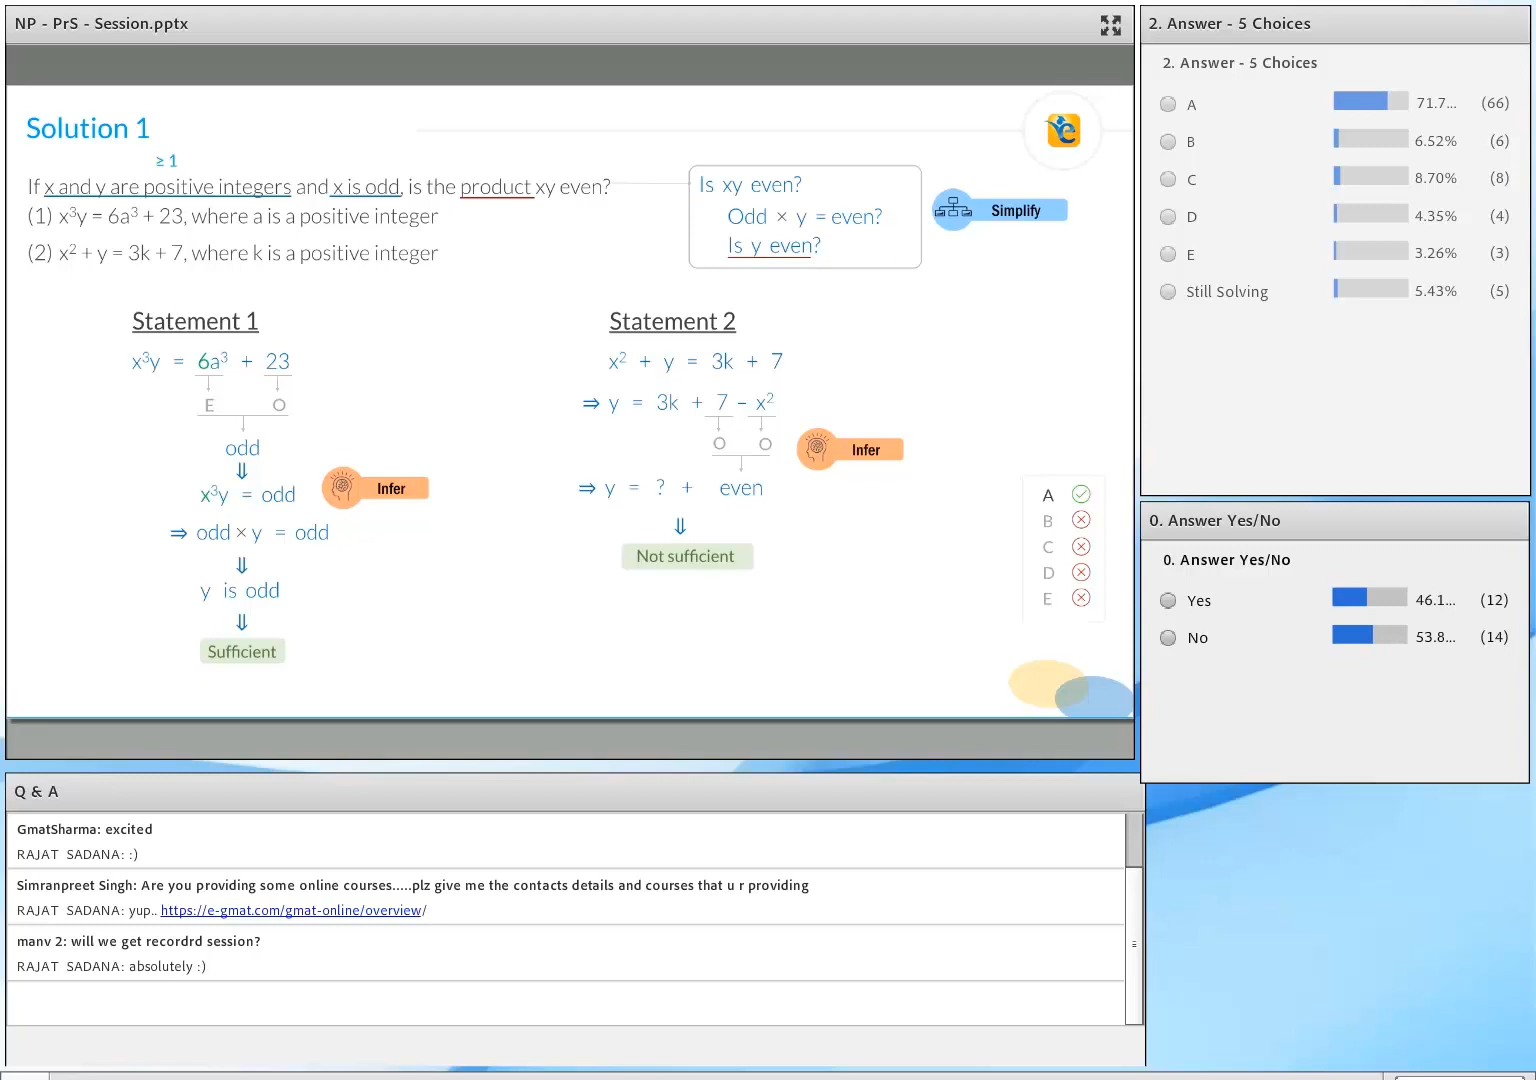 NP - PrS - Session.pptx
Solution 1
≥ 1
If x and y are positive integers and x is odd, is the product xy even?
(1) x³y = 6a³ + 23, where a is a positive integer
(2) x² + y = 3k + 7, where k is a positive integer
Is xy even?
Odd × y = even?
Is y even?
Simplify
Statement 1
x³y = 6a³ + 23
E O
odd
⇓
x³y = odd
Infer
⇒ odd × y = odd
⇓
y is odd
⇓
Sufficient
Statement 2
x² + y = 3k + 7
⇒ y = 3k + 7 – x²
O O
Infer
⇒ y = ? + even
⇓
Not sufficient
A
B
C
D
E
2. Answer - 5 Choices
2. Answer - 5 Choices
A 71.7... (66)
B 6.52% (6)
C 8.70% (8)
D 4.35% (4)
E 3.26% (3)
Still Solving 5.43% (5)
0. Answer Yes/No
0. Answer Yes/No
Yes 46.1... (12)
No 53.8... (14)
Q & A
GmatSharma: excited
RAJAT SADANA: :)
Simranpreet Singh: Are you providing some online courses.....plz give me the contacts details and courses that u r providing
RAJAT SADANA: yup.. https://e-gmat.com/gmat-online/overview/
manv 2: will we get recordrd session?
RAJAT SADANA: absolutely :)